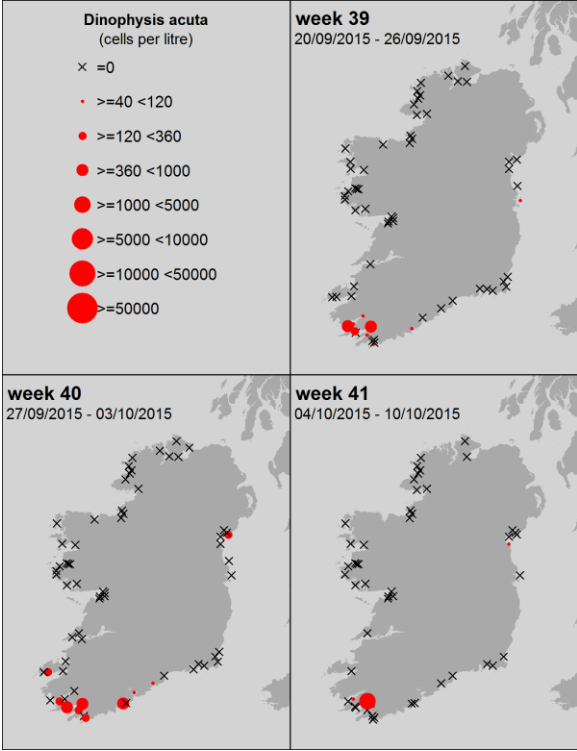 Dinophysis acuta
(cells per litre)
=0
>=40 <120
>=120 <360
>=360 <1000
>=1000 <5000
>=5000 <10000
>=10000 <50000
>=50000
week 39
20/09/2015 - 26/09/2015
week 40
27/09/2015 - 03/10/2015
week 41
04/10/2015 - 10/10/2015